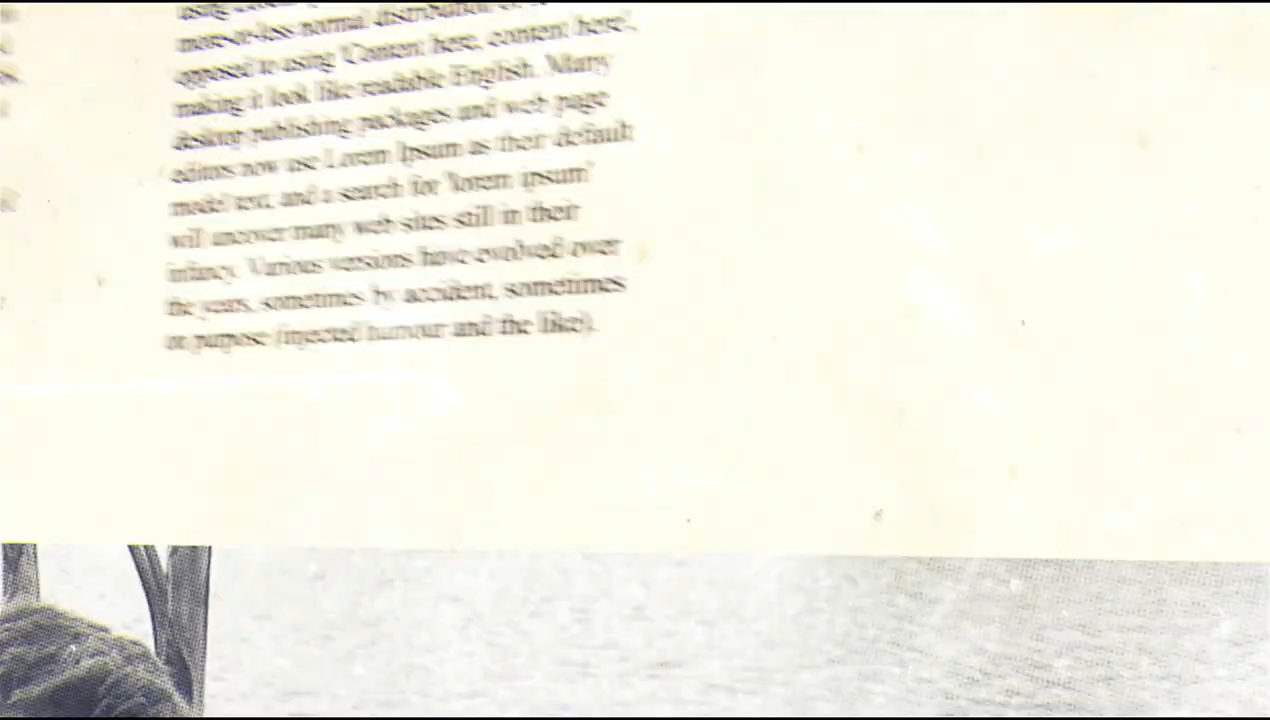 more-or-less normal distribution of
opposed to using 'Content here, content here',
making it look like readable English. Many
desktop publishing packages and web page
editors now use Lorem Ipsum as their default
model text, and a search for 'lorem ipsum'
will uncover many web sites still in their
infancy. Various versions have evolved over
the years, sometimes by accident, sometimes
on purpose (injected humour and the like).